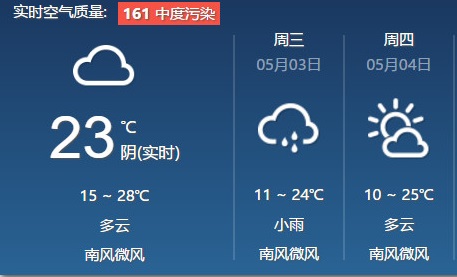 实时空气质量: 161 中度污染
23 ℃
阴(实时)
15 ~ 28℃
多云
南风微风
周三
05月03日
11 ~ 24℃
小雨
南风微风
周四
05月04日
10 ~ 25℃
多云
南风微风